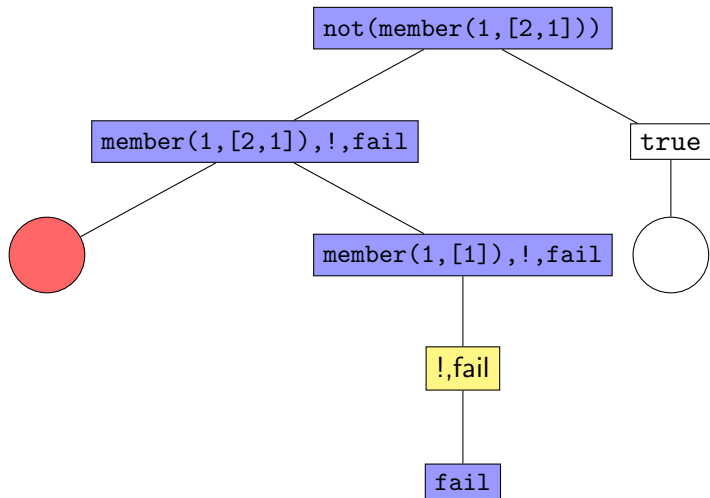 not(member(1,[2,1]))
member(1,[2,1]),!,fail
true
member(1,[1]),!,fail
!,fail
fail